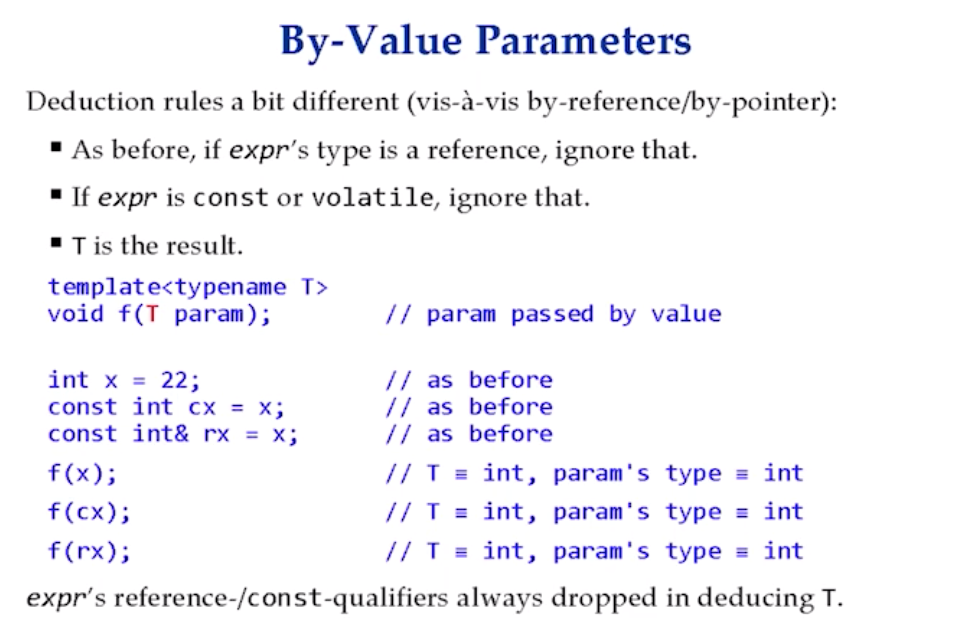 By-Value Parameters
Deduction rules a bit different (vis-à-vis by-reference/by-pointer):
▪ As before, if expr's type is a reference, ignore that.
▪ If expr is const or volatile, ignore that.
▪ T is the result.
template<typename T>
void f(T param); // param passed by value
int x = 22; // as before
const int cx = x; // as before
const int& rx = x; // as before
f(x); // T ≡ int, param's type ≡ int
f(cx); // T ≡ int, param's type ≡ int
f(rx); // T ≡ int, param's type ≡ int
expr's reference-/const-qualifiers always dropped in deducing T.